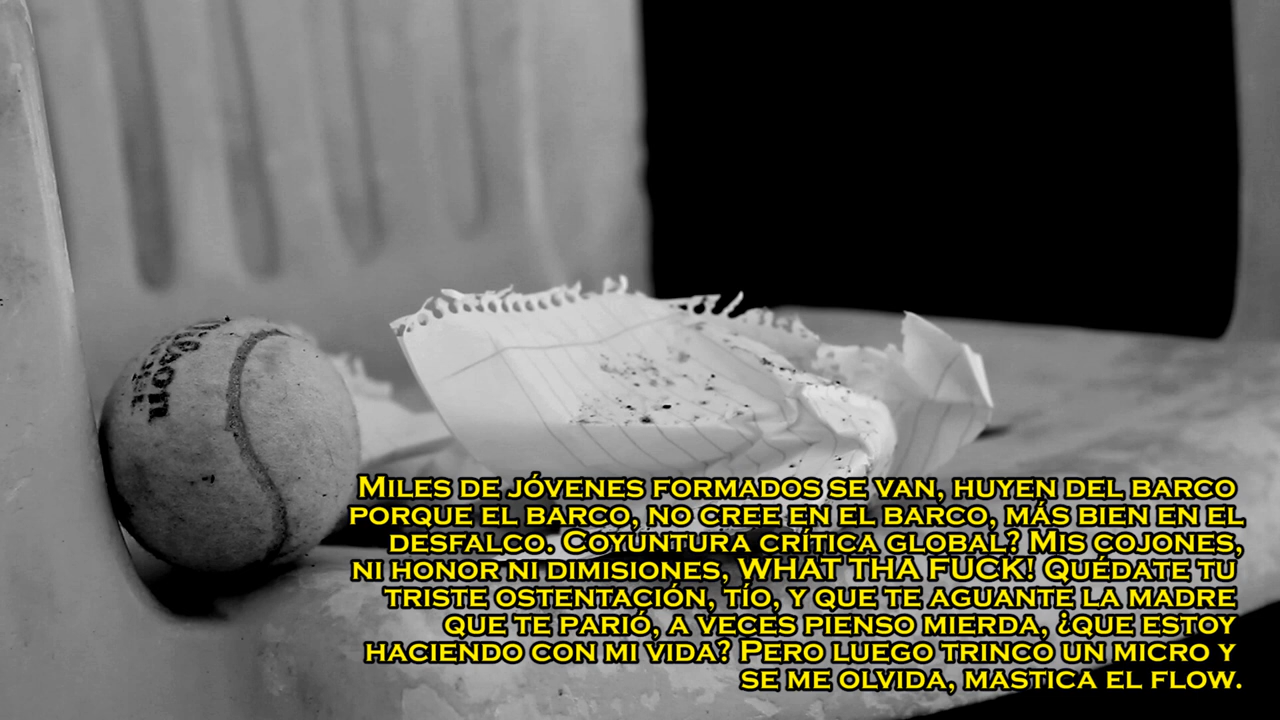 Wilson
MILES DE JÓVENES FORMADOS SE VAN, HUYEN DEL BARCO
PORQUE EL BARCO, NO CREE EN EL BARCO, MÁS BIEN EN EL
DESFALCO. COYUNTURA CRÍTICA GLOBAL? MIS COJONES,
NI HONOR NI DIMISIONES, WHAT THA FUCK! QUÉDATE TU
TRISTE OSTENTACIÓN, TÍO, Y QUE TE AGUANTE LA MADRE
QUE TE PARIÓ, A VECES PIENSO MIERDA, ¿QUE ESTOY
HACIENDO CON MI VIDA? PERO LUEGO TRINCO UN MICRO Y
SE ME OLVIDA, MASTICA EL FLOW.